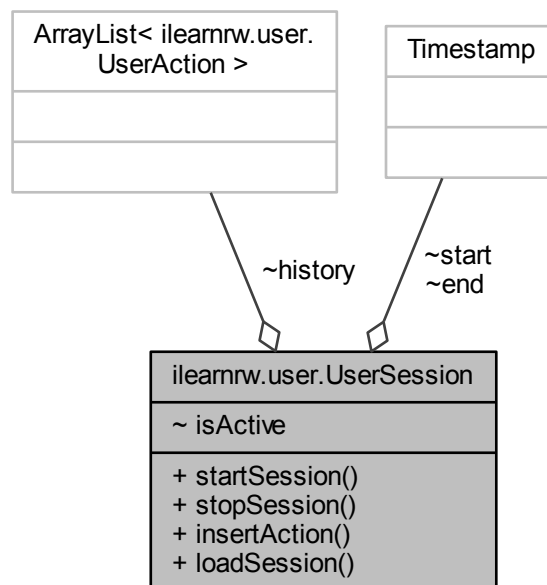 ArrayList< ilearnrw.user.
UserAction >
Timestamp
~history
~start
~end
ilearnrw.user.UserSession
~ isActive
+ startSession()
+ stopSession()
+ insertAction()
+ loadSession()